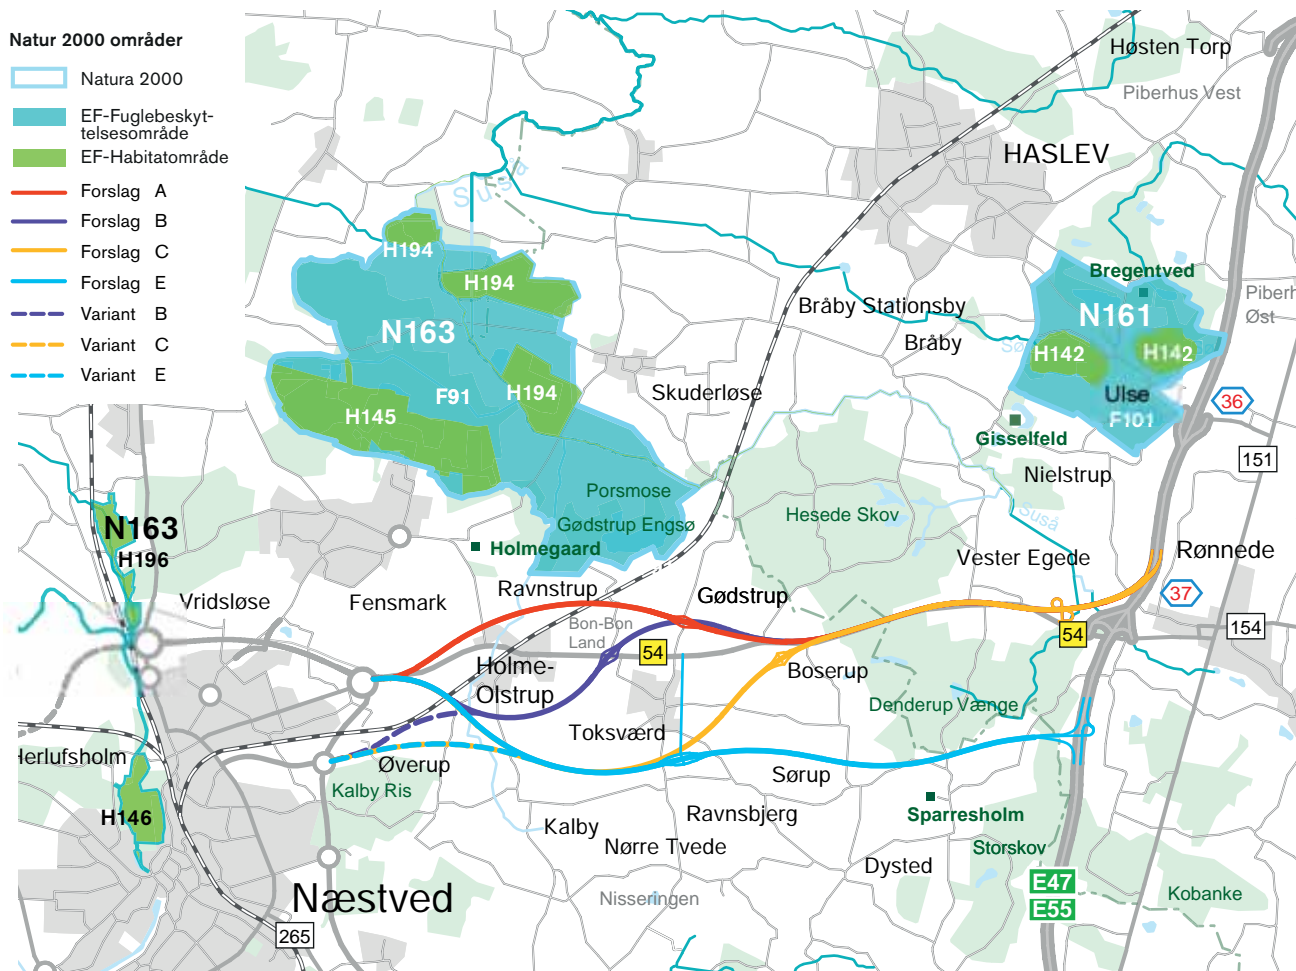 Natur 2000 områder
Natura 2000
EF-Fuglebeskyt-
telsesområde
EF-Habitatområde
Forslag A
Forslag B
Forslag C
Forslag E
Variant B
Variant C
Variant E
Høsten Torp
Piberhus Vest
HASLEV
Suså
H194
H194
N163
F91
H194
H145
Bregentved
N161
Piberh
Øst
H142
H142
Ulse
F101
Bråby Stationsby
Bråby
Sø
Skuderløse
36
Gisselfeld
151
Nielstrup
Porsmose
Gødstrup Engsø
Hesede Skov
Suså
N163
H196
Holmegaard
Vester Egede
Rønnede
37
Ravnstrup
Vridsløse
Fensmark
Gødstrup
Bon-Bon
Land
54
54
154
Holme-
Olstrup
Boserup
Denderup Vænge
Toksværd
Herlufsholm
Øverup
Sørup
Kalby Ris
H146
Sparresholm
Kalby
Ravnsbjerg
Nørre Tvede
Storskov
Dysted
E47
E55
Kobanke
Næstved
Nisseringen
265